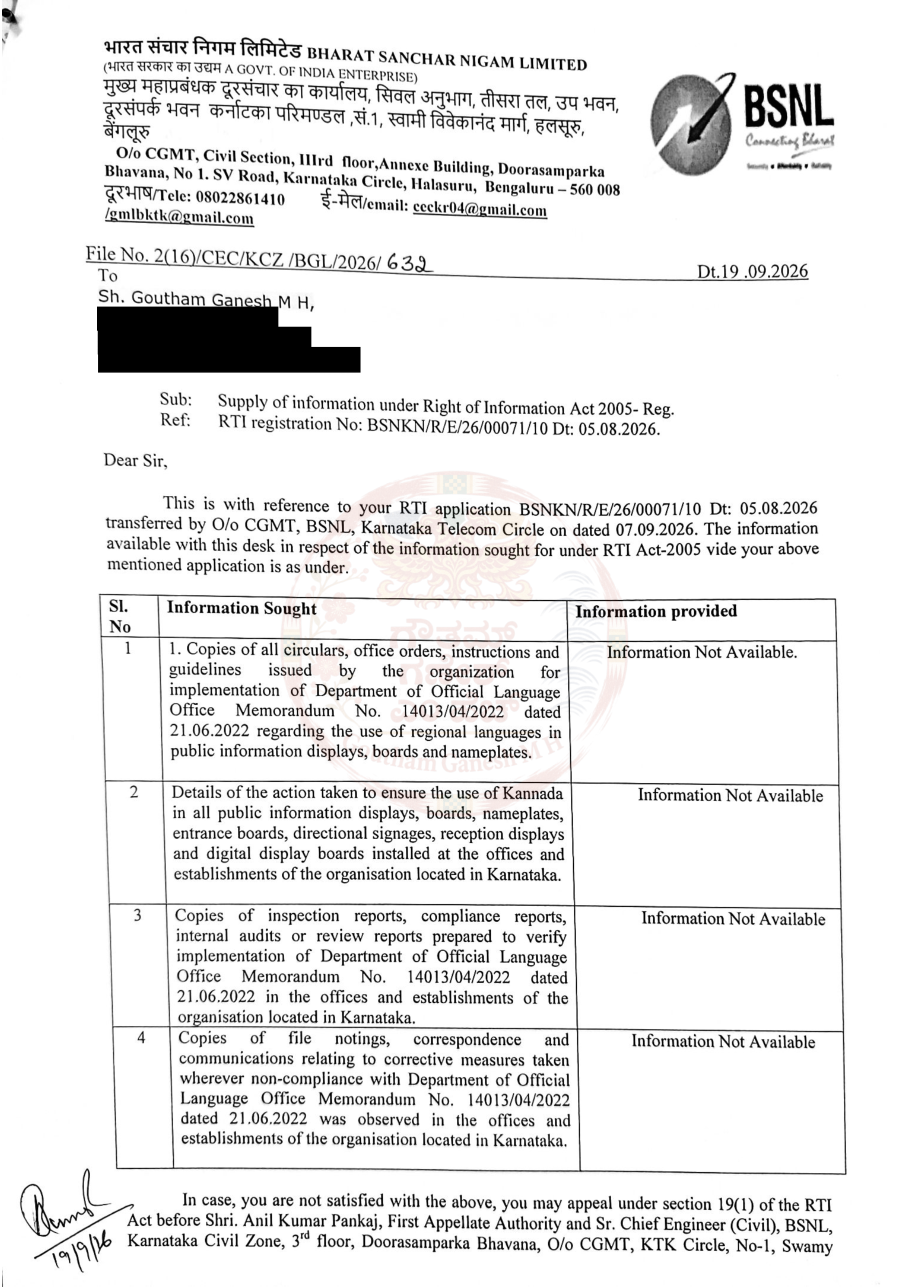 भारत संचार निगम लिमिटेड BHARAT SANCHAR NIGAM LIMITED
(भारत सरकार का उद्यम A GOVT. OF INDIA ENTERPRISE)
मुख्य महाप्रबंधक दूरसंचार का कार्यालय, सिवल अनुभाग, तीसरा तल, उप भवन,
दूरसंपर्क भवन कर्नाटका परिमण्डल ,सं.1, स्वामी विवेकानंद मार्ग, हलसूरु,
बेंगलूरु
O/o CGMT, Civil Section, IIIrd floor,Annexe Building, Doorasamparka
Bhavana, No 1. SV Road, Karnataka Circle, Halasuru, Bengaluru – 560 008
दूरभाष/Tele: 08022861410 ई-मेल/email: ceckr04@gmail.com
/gmlbktk@gmail.com
BSNL
Connecting Bharat
Security Affordability Reliability
File No. 2(16)/CEC/KCZ /BGL/2026/ 632
Dt.19 .09.2026
To
Sh. Goutham Ganesh M H,
Sub: Supply of information under Right of Information Act 2005- Reg.
Ref: RTI registration No: BSNKN/R/E/26/00071/10 Dt: 05.08.2026.
Dear Sir,
This is with reference to your RTI application BSNKN/R/E/26/00071/10 Dt: 05.08.2026
transferred by O/o CGMT, BSNL, Karnataka Telecom Circle on dated 07.09.2026. The information
available with this desk in respect of the information sought for under RTI Act-2005 vide your above
mentioned application is as under.
Sl. No Information Sought Information provided
1 1. Copies of all circulars, office orders, instructions and Information Not Available.
guidelines issued by the organization for
implementation of Department of Official Language
Office Memorandum No. 14013/04/2022 dated
21.06.2022 regarding the use of regional languages in
public information displays, boards and nameplates.
2 Details of the action taken to ensure the use of Kannada Information Not Available
in all public information displays, boards, nameplates,
entrance boards, directional signages, reception displays
and digital display boards installed at the offices and
establishments of the organisation located in Karnataka.
3 Copies of inspection reports, compliance reports, Information Not Available
internal audits or review reports prepared to verify
implementation of Department of Official Language
Office Memorandum No. 14013/04/2022 dated
21.06.2022 in the offices and establishments of the
organisation located in Karnataka.
4 Copies of file notings, correspondence and Information Not Available
communications relating to corrective measures taken
wherever non-compliance with Department of Official
Language Office Memorandum No. 14013/04/2022
dated 21.06.2022 was observed in the offices and
establishments of the organisation located in Karnataka.
ಗೌತಮ್
ಗಣೇಶ್
Goutham Ganesh M H
19/9/26
In case, you are not satisfied with the above, you may appeal under section 19(1) of the RTI
Act before Shri. Anil Kumar Pankaj, First Appellate Authority and Sr. Chief Engineer (Civil), BSNL,
Karnataka Civil Zone, 3rd floor, Doorasamparka Bhavana, O/o CGMT, KTK Circle, No-1, Swamy